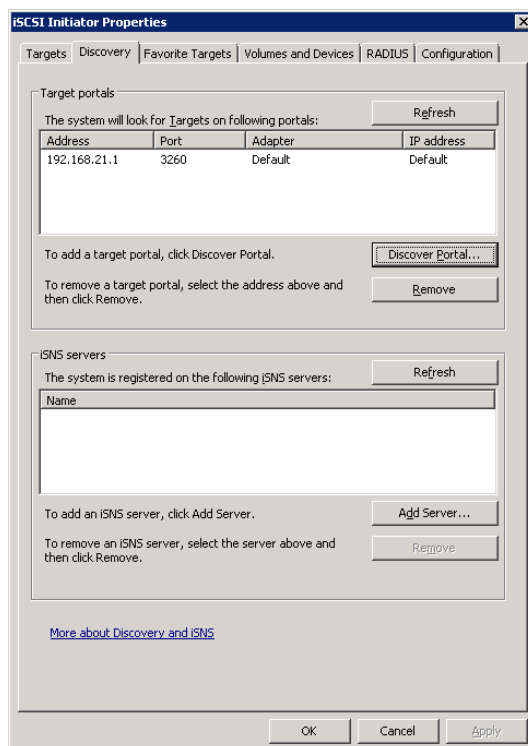 iSCSI Initiator Properties
Targets Discovery Favorite Targets Volumes and Devices RADIUS Configuration
Target portals
The system will look for Targets on following portals:
Refresh
Address Port Adapter IP address
192.168.21.1 3260 Default Default
To add a target portal, click Discover Portal.
Discover Portal...
To remove a target portal, select the address above and
then click Remove.
Remove
iSNS servers
The system is registered on the following iSNS servers:
Refresh
Name
To add an iSNS server, click Add Server.
Add Server...
To remove an iSNS server, select the server above and
then click Remove.
Remove
More about Discovery and iSNS
OK Cancel Apply